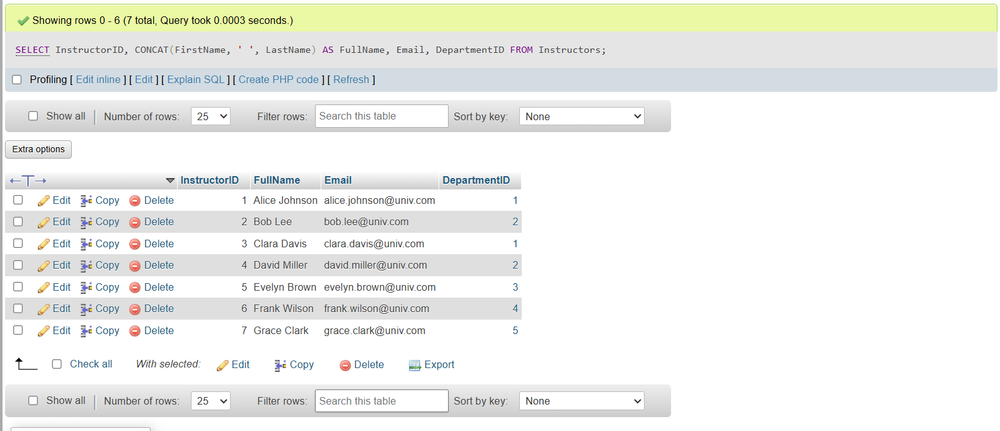 Showing rows 0 - 6 (7 total, Query took 0.0003 seconds.)
SELECT InstructorID, CONCAT(FirstName, ' ', LastName) AS FullName, Email, DepartmentID FROM Instructors;
Profiling [ Edit inline ] [ Edit ] [ Explain SQL ] [ Create PHP code ] [ Refresh ]
Show all Number of rows: 25 Filter rows: Search this table Sort by key: None
Extra options
InstructorID FullName Email DepartmentID
Edit Copy Delete 1 Alice Johnson alice.johnson@univ.com 1
Edit Copy Delete 2 Bob Lee bob.lee@univ.com 2
Edit Copy Delete 3 Clara Davis clara.davis@univ.com 1
Edit Copy Delete 4 David Miller david.miller@univ.com 2
Edit Copy Delete 5 Evelyn Brown evelyn.brown@univ.com 3
Edit Copy Delete 6 Frank Wilson frank.wilson@univ.com 4
Edit Copy Delete 7 Grace Clark grace.clark@univ.com 5
Check all With selected: Edit Copy Delete Export
Show all Number of rows: 25 Filter rows: Search this table Sort by key: None